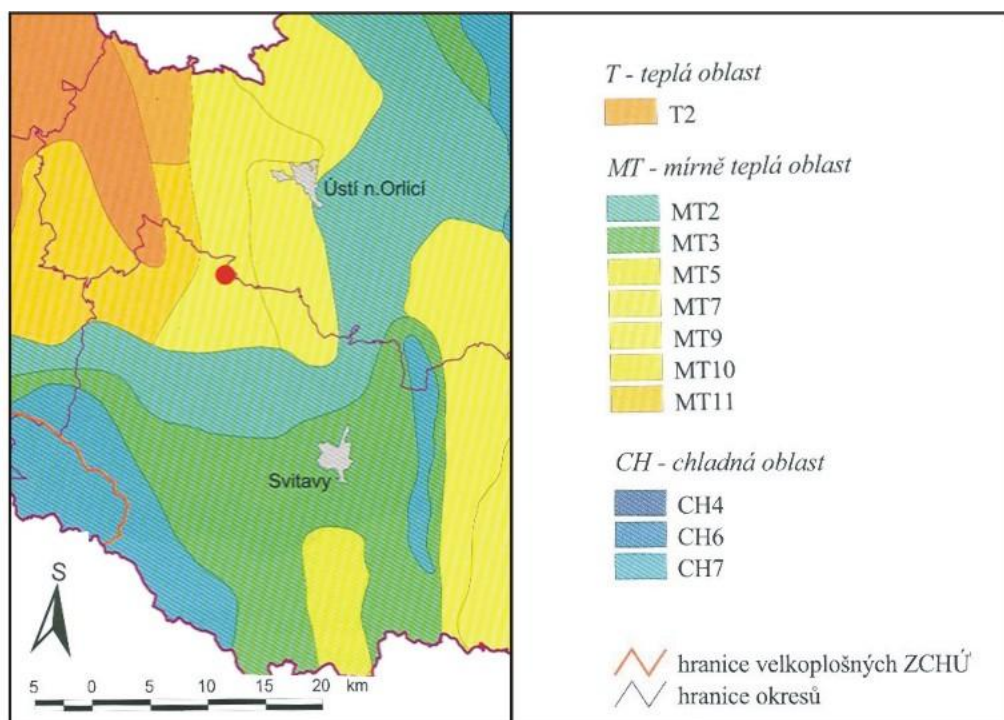 Ústí n.Orlicí
Svitavy
S
5 0 5 10 15 20 km
T - teplá oblast
T2
MT - mírně teplá oblast
MT2
MT3
MT5
MT7
MT9
MT10
MT11
CH - chladná oblast
CH4
CH6
CH7
hranice velkoplošných ZCHÚ
hranice okresů